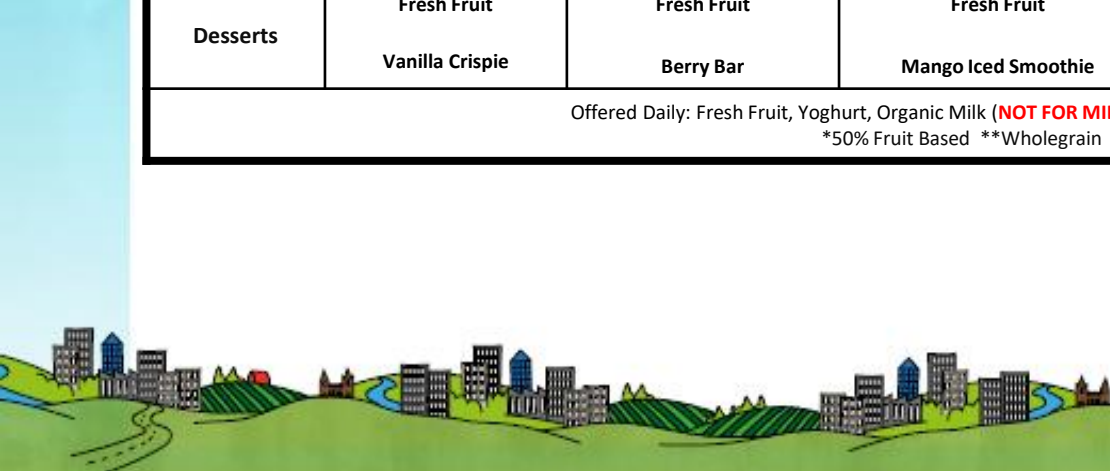 Fresh Fruit Fresh Fruit Fresh Fruit
Desserts
Vanilla Crispie Berry Bar Mango Iced Smoothie
Offered Daily: Fresh Fruit, Yoghurt, Organic Milk (NOT FOR
*50% Fruit Based **Wholegrain